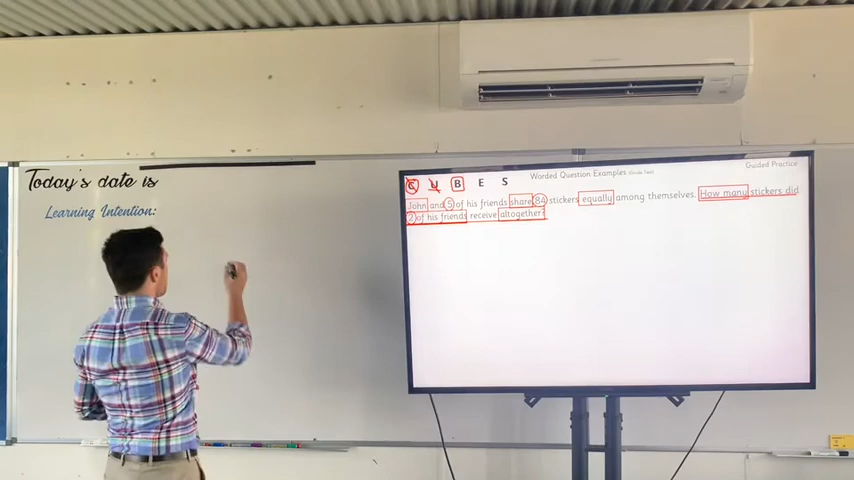 Today's date is
Learning Intention:
Guided Practice
Worded Question Examples
C U B E S
John and 5 of his friends share 84 stickers equally among themselves. How many stickers did
2 of his friends receive altogether?